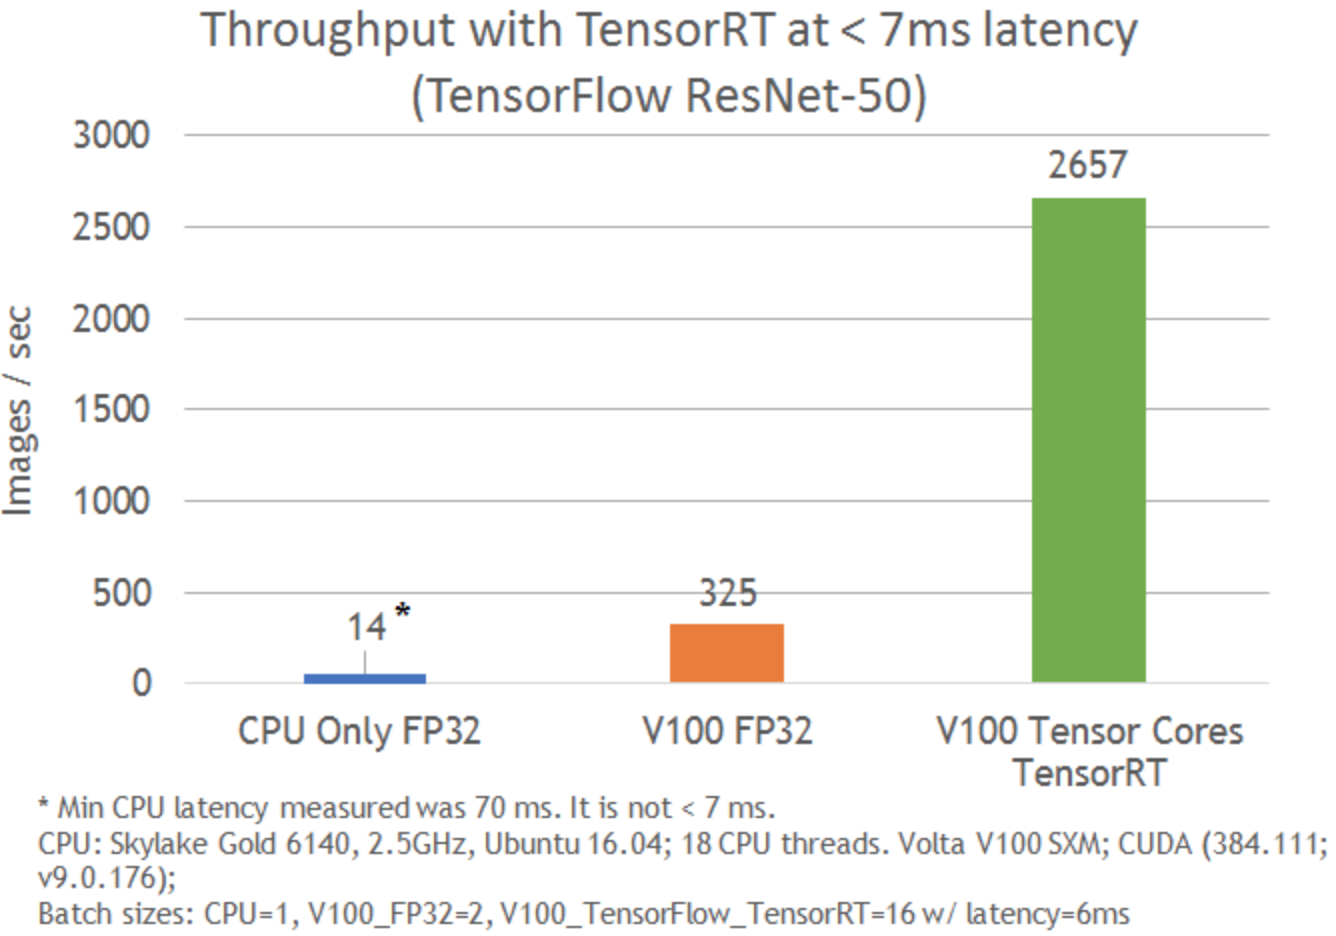 Throughput with TensorRT at < 7ms latency
(TensorFlow ResNet-50)
3000
2500
2000
1500
1000
500
0
Images / sec
14 *
325
2657
CPU Only FP32
V100 FP32
V100 Tensor Cores
TensorRT
* Min CPU latency measured was 70 ms. It is not < 7 ms.
CPU: Skylake Gold 6140, 2.5GHz, Ubuntu 16.04; 18 CPU threads. Volta V100 SXM; CUDA (384.111;
v9.0.176);
Batch sizes: CPU=1, V100_FP32=2, V100_TensorFlow_TensorRT=16 w/ latency=6ms